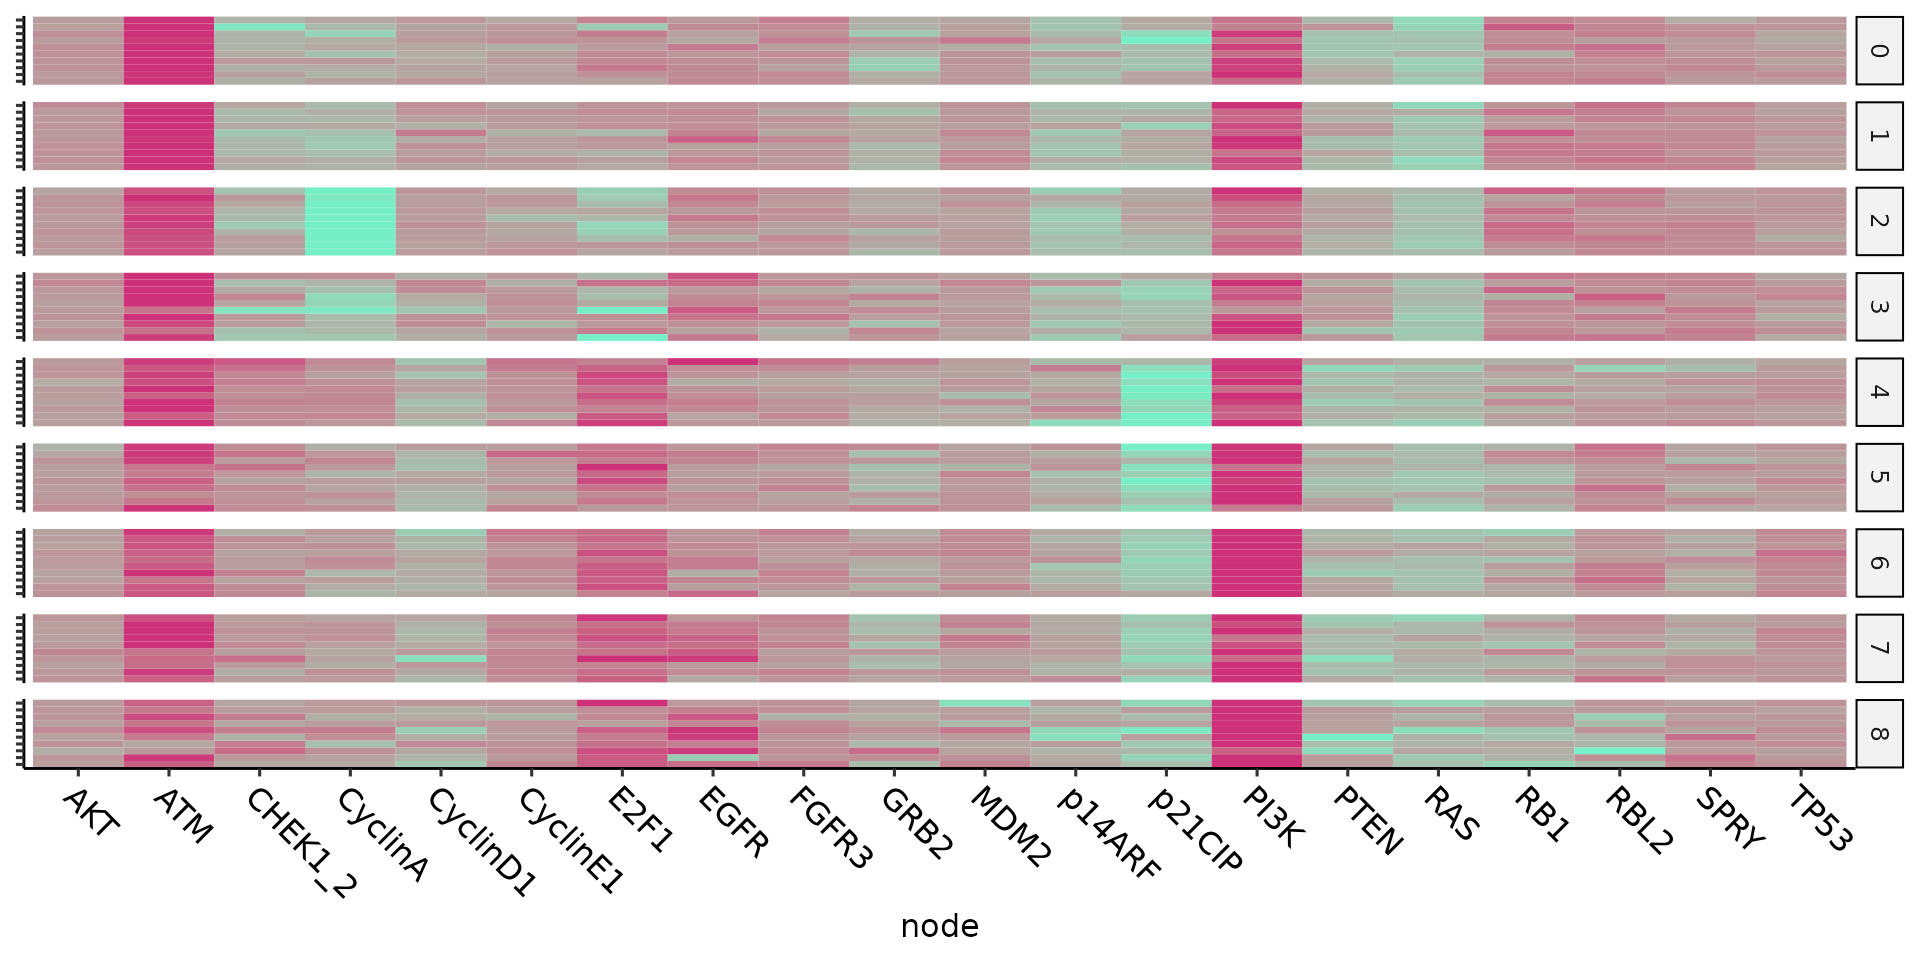 0
1
2
3
4
5
6
7
8
AKT
ATM
CHEK1_2
CyclinA
CyclinD1
CyclinE1
E2F1
EGFR
FGFR3
GRB2
MDM2
p14ARF
p21CIP
PI3K
PTEN
RAS
RB1
RBL2
SPRY
TP53
node